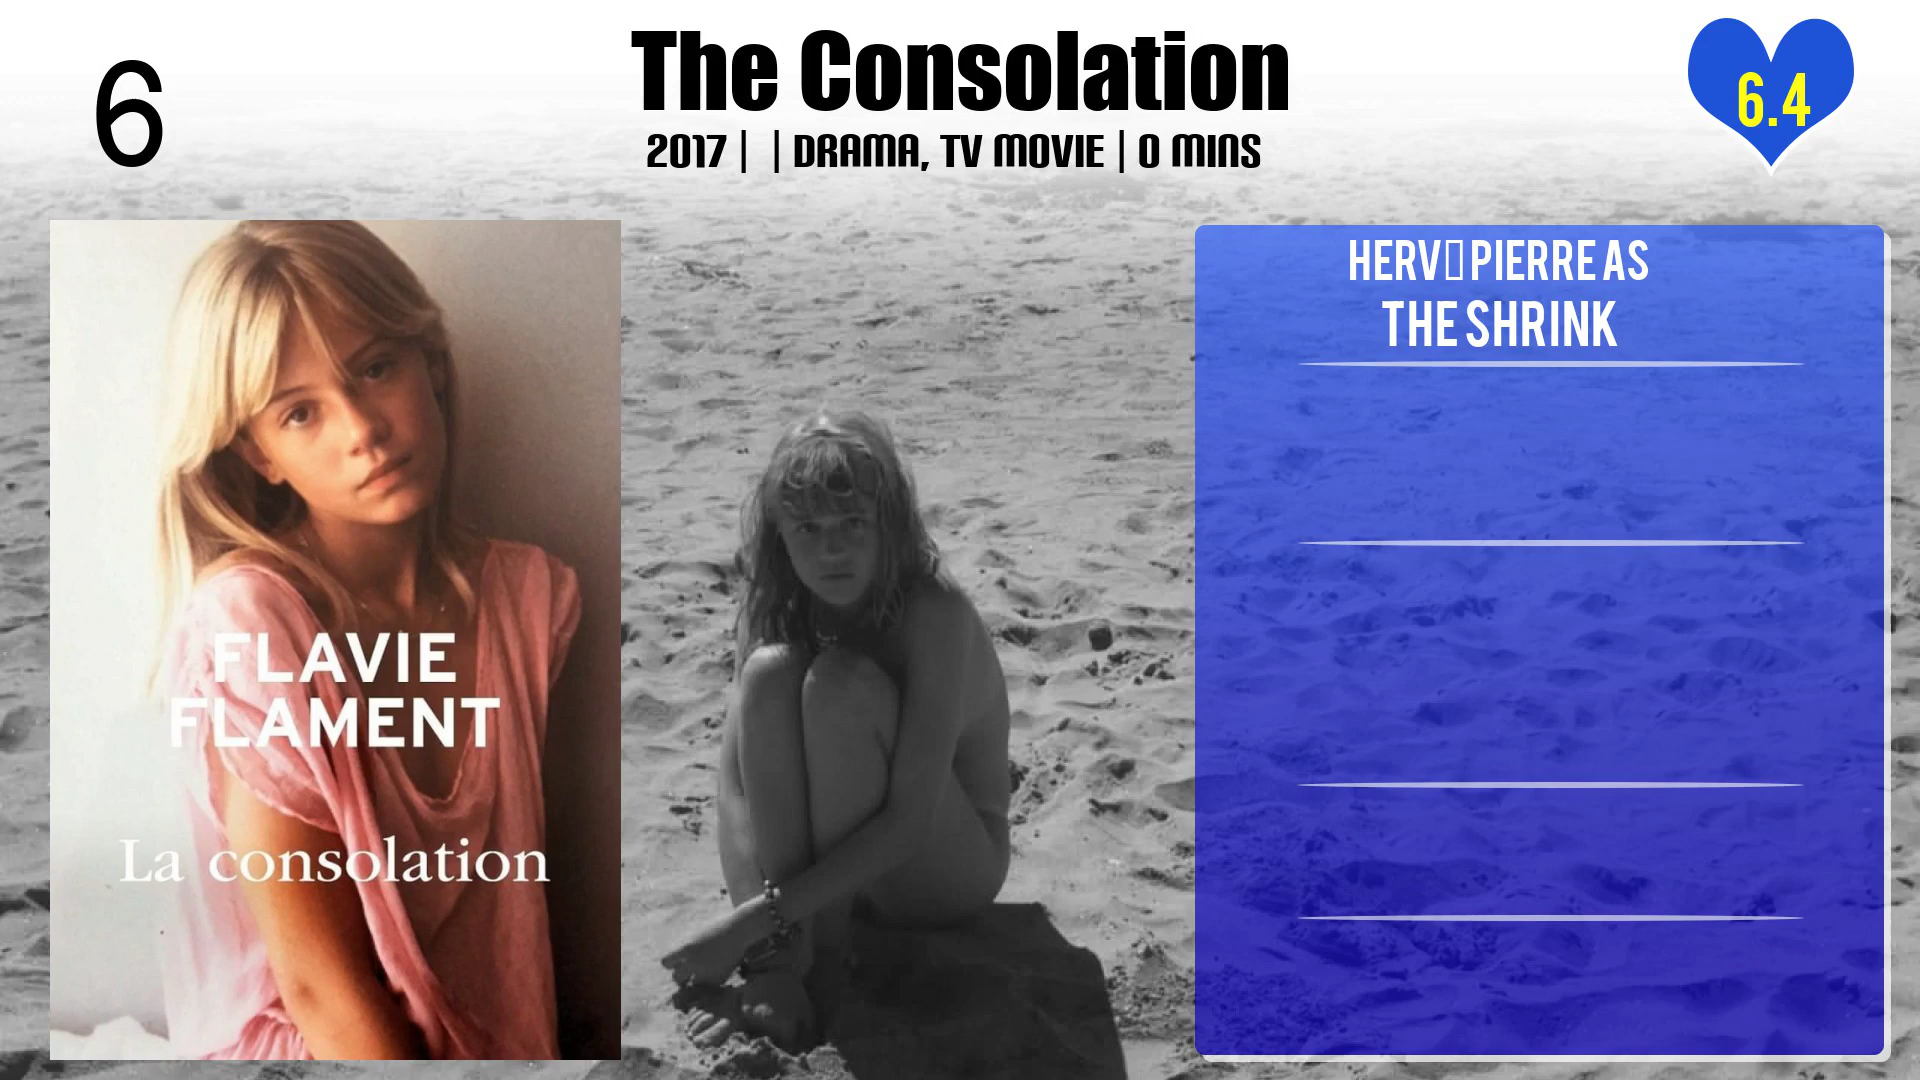 6
The Consolation
2017 | | DRAMA, TV MOVIE | 0 MINS
6.4
FLAVIE
FLAMENT
La consolation
HERV▯ PIERRE AS
THE SHRINK